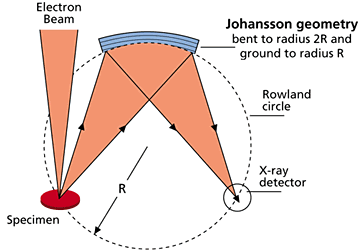 Electron
Beam
Johansson geometry
bent to radius 2R and
ground to radius R
Rowland
circle
X-ray
detector
R
Specimen